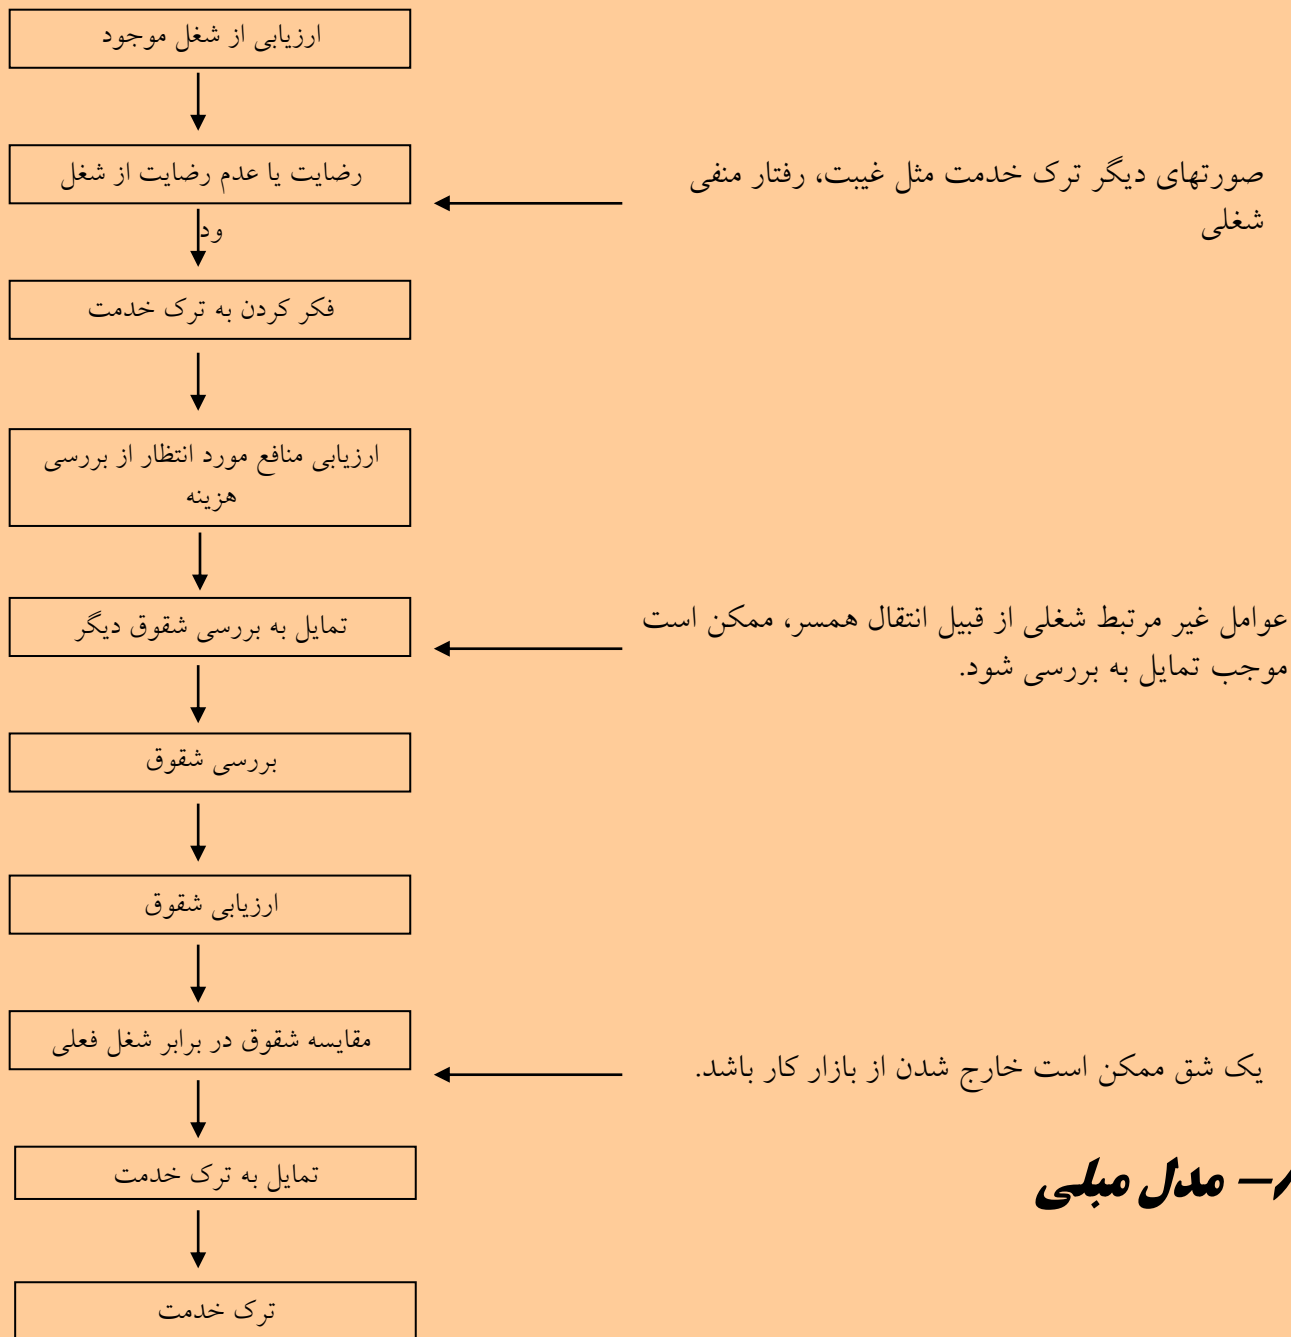 ارزیابی از شغل موجود
رضایت یا عدم رضایت از شغل
صورتهای دیگر ترک خدمت مثل غیبت، رفتار منفی
شغلی
ود
فکر کردن به ترک خدمت
ارزیابی منافع مورد انتظار از بررسی
هزینه
تمایل به بررسی شقوق دیگر
عوامل غیر مرتبط شغلی از قبیل انتقال همسر، ممکن است
موجب تمایل به بررسی شود.
بررسی شقوق
ارزیابی شقوق
مقایسه شقوق در برابر شغل فعلی
یک شق ممکن است خارج شدن از بازار کار باشد.
تمایل به ترک خدمت
– مدل مبلی
ترک خدمت